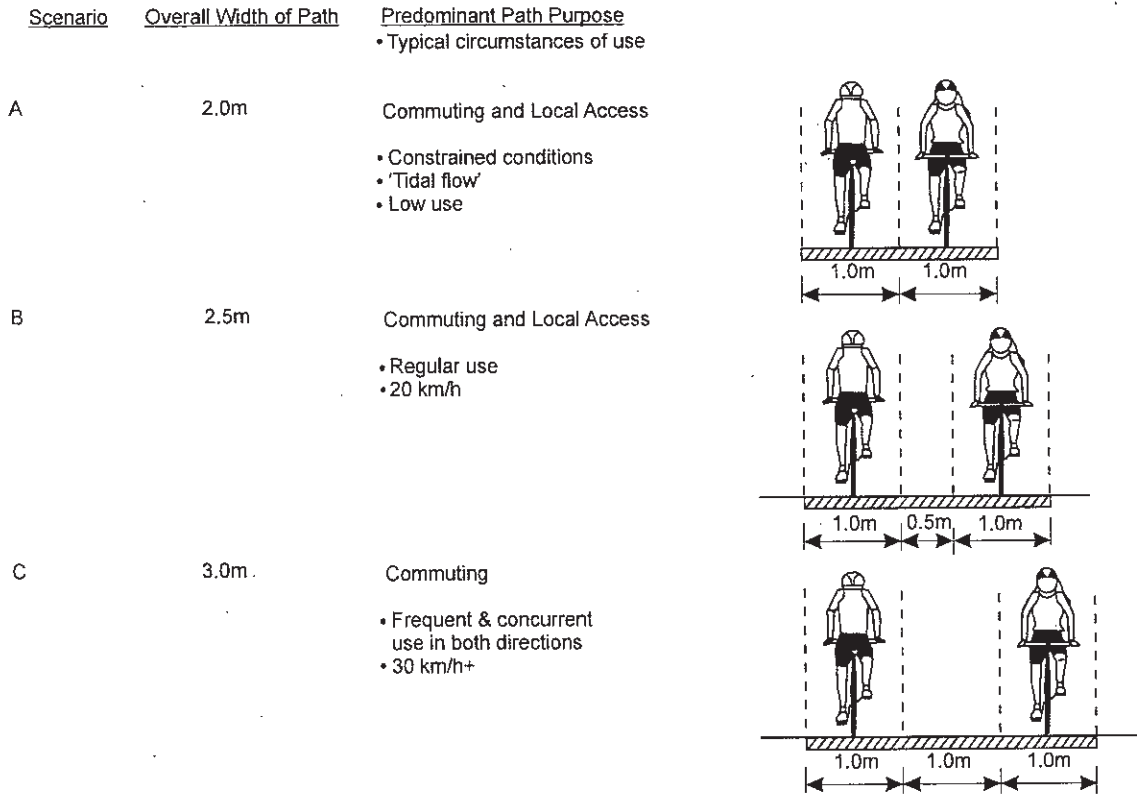 Scenario Overall Width of Path Predominant Path Purpose
• Typical circumstances of use
A 2.0m Commuting and Local Access
• Constrained conditions
• 'Tidal flow'
• Low use
1.0m 1.0m
B 2.5m Commuting and Local Access
• Regular use
• 20 km/h
1.0m 0.5m 1.0m
C 3.0m Commuting
• Frequent & concurrent
use in both directions
• 30 km/h+
1.0m 1.0m 1.0m